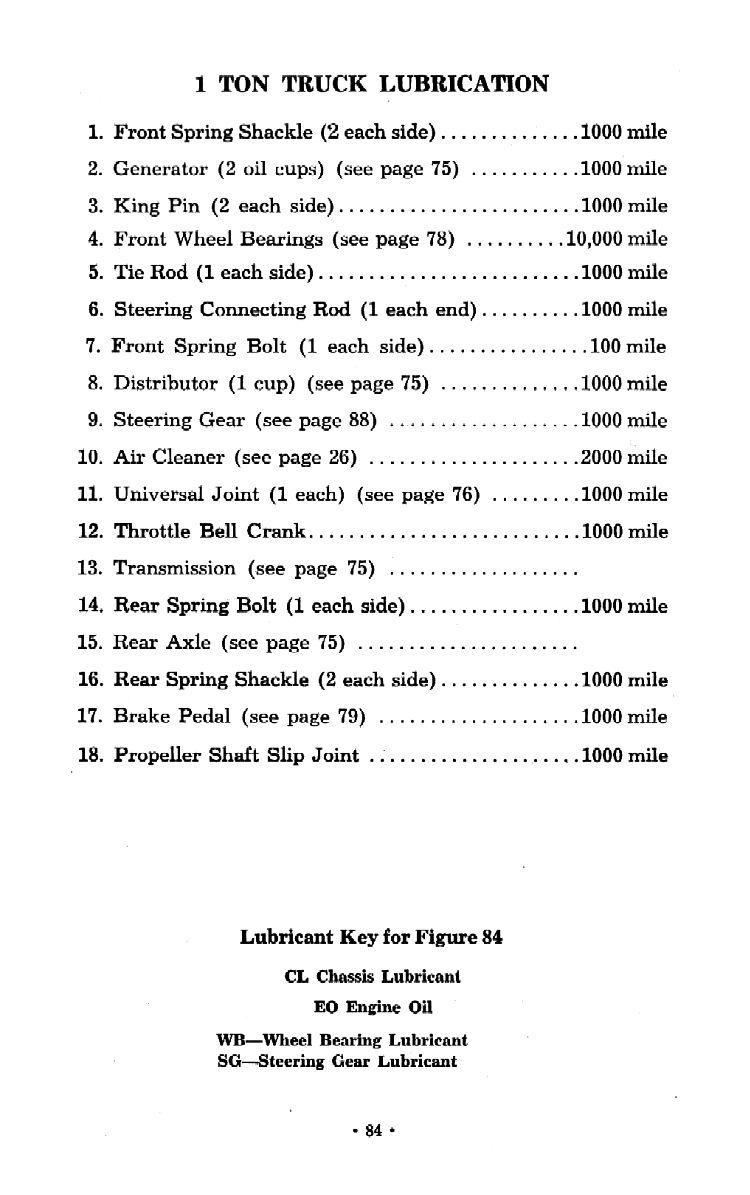 1 TON TRUCK LUBRICATION
1. Front Spring Shackle (2 each side) . . . . . . . . . . . . . . 1000 mile
2. Generator (2 oil cups) (see page 75) . . . . . . . . . . . 1000 mile
3. King Pin (2 each side) . . . . . . . . . . . . . . . . . . . . . . . . 1000 mile
4. Front Wheel Bearings (see page 78) . . . . . . . . . . 10,000 mile
5. Tie Rod (1 each side) . . . . . . . . . . . . . . . . . . . . . . . . . . 1000 mile
6. Steering Connecting Rod (1 each end) . . . . . . . . . . 1000 mile
7. Front Spring Bolt (1 each side) . . . . . . . . . . . . . . . . 100 mile
8. Distributor (1 cup) (see page 75) . . . . . . . . . . . . . . 1000 mile
9. Steering Gear (see page 88) . . . . . . . . . . . . . . . . . . . 1000 mile
10. Air Cleaner (see page 26) . . . . . . . . . . . . . . . . . . . . . 2000 mile
11. Universal Joint (1 each) (see page 76) . . . . . . . . . 1000 mile
12. Throttle Bell Crank . . . . . . . . . . . . . . . . . . . . . . . . . . . 1000 mile
13. Transmission (see page 75) . . . . . . . . . . . . . . . . . . .
14. Rear Spring Bolt (1 each side) . . . . . . . . . . . . . . . . . 1000 mile
15. Rear Axle (see page 75) . . . . . . . . . . . . . . . . . . . . . .
16. Rear Spring Shackle (2 each side) . . . . . . . . . . . . . . 1000 mile
17. Brake Pedal (see page 79) . . . . . . . . . . . . . . . . . . . . 1000 mile
18. Propeller Shaft Slip Joint . . . . . . . . . . . . . . . . . . . . . 1000 mile
Lubricant Key for Figure 84
CL Chassis Lubricant
EO Engine Oil
WB—Wheel Bearing Lubricant
SG—Steering Gear Lubricant
• 84 •